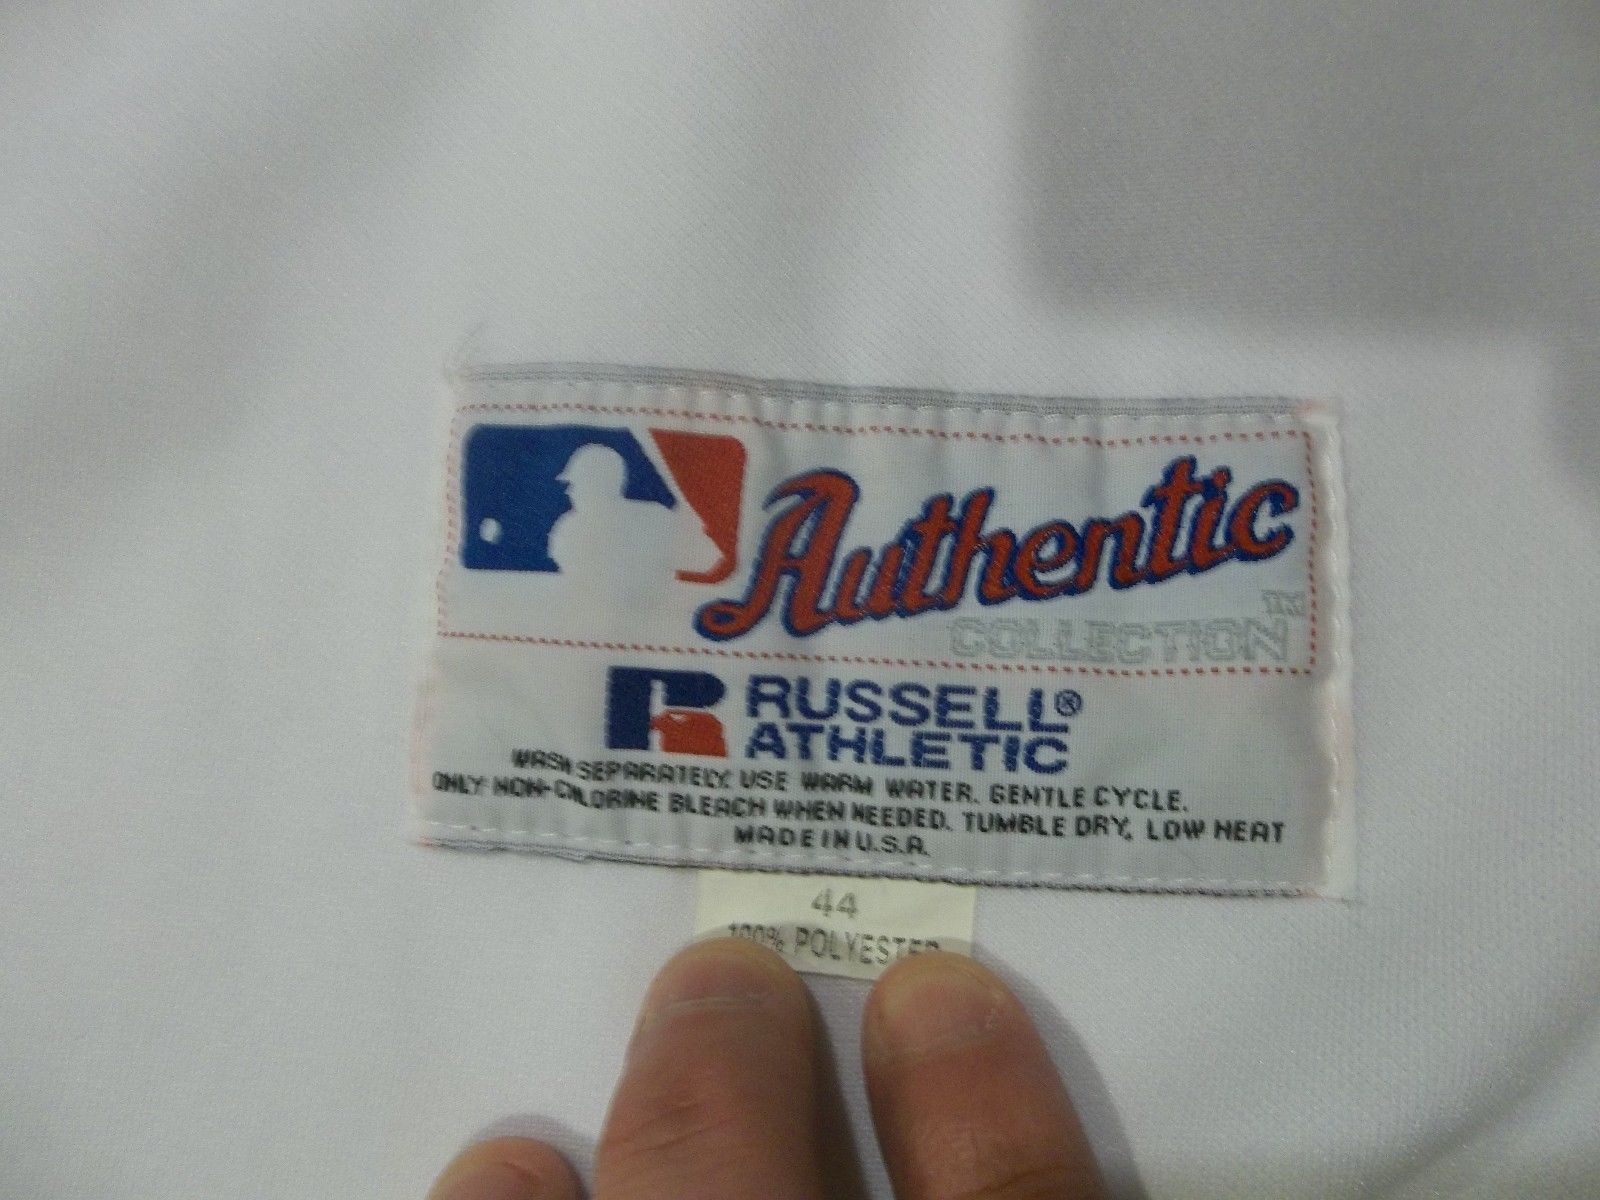 Authentic
COLLECTION™
RUSSELL®
ATHLETIC
WASH SEPARATELY. USE WARM WATER. GENTLE CYCLE.
ONLY NON-CHLORINE BLEACH WHEN NEEDED. TUMBLE DRY, LOW HEAT
MADE IN U.S.A.
44
100% POLYESTER